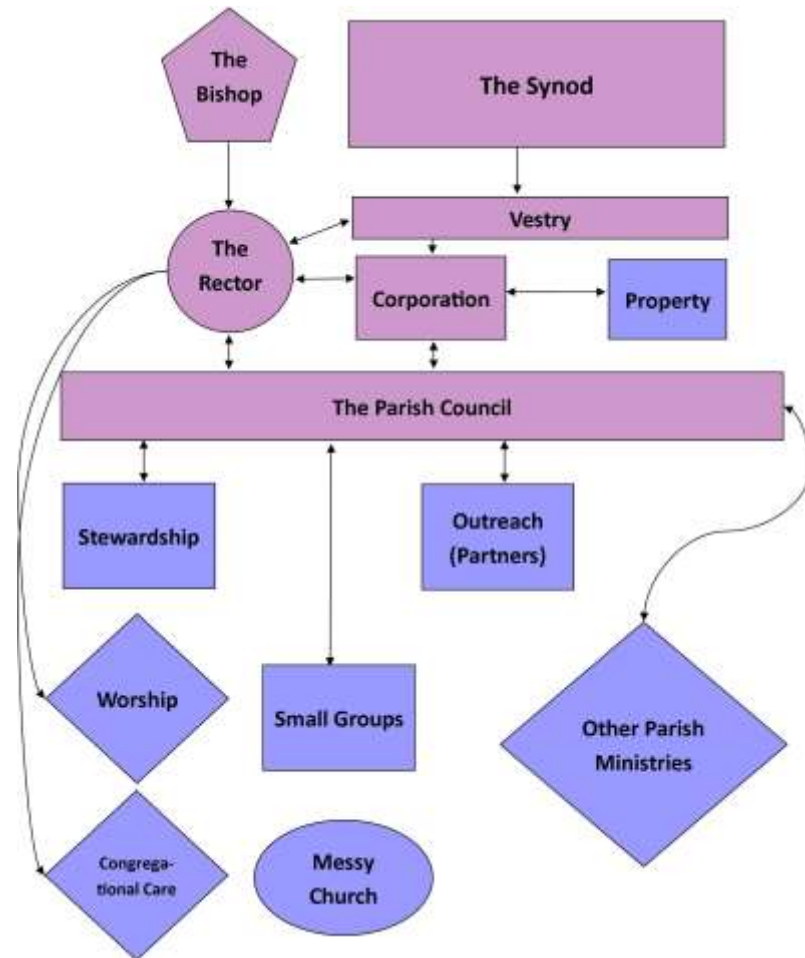 The
Bishop
The Synod
Vestry
The
Rector
Corporation
Property
The Parish Council
Stewardship
Outreach
(Partners)
Worship
Small Groups
Other Parish
Ministries
Congrega-
tional Care
Messy
Church